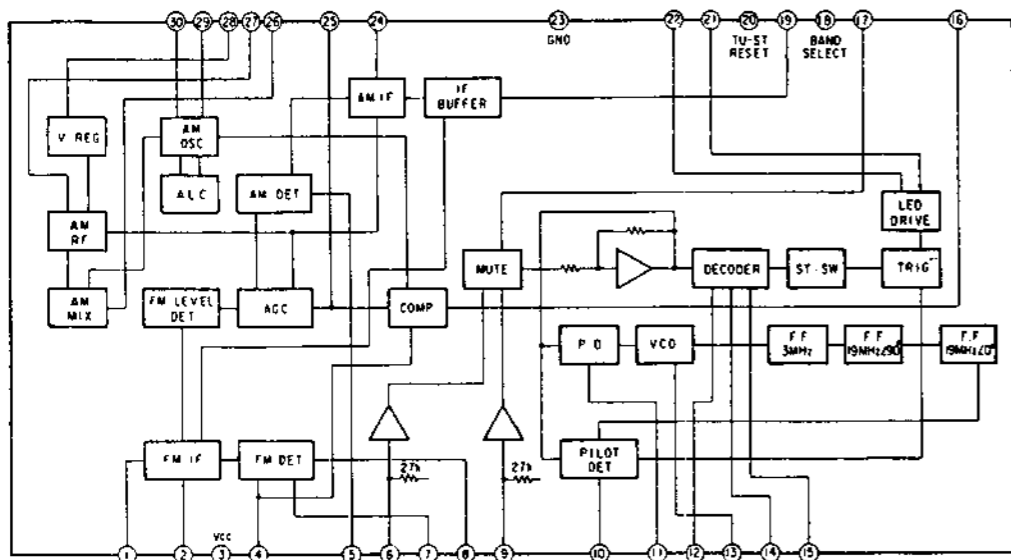 30 29 28 27 26 25 24 23 22 21 20 19 18 17 16
GND
TU-ST
RESET
BAND
SELECT
V REG
AM
OSC
AM IF
IF
BUFFER
ALC
AM DET
AM
RF
LED
DRIVE
MUTE
DECODER
ST-SW
TRIG
AM
MIX
FM LEVEL
DET
AGC
COMP
P D
VCO
F.F
3MHz
F.F
19MHz∠90°
F.F
19MHz∠0°
FM IF
FM DET
27k
27k
PILOT
DET
VCC
1 2 3 4 5 6 7 8 9 10 11 12 13 14 15